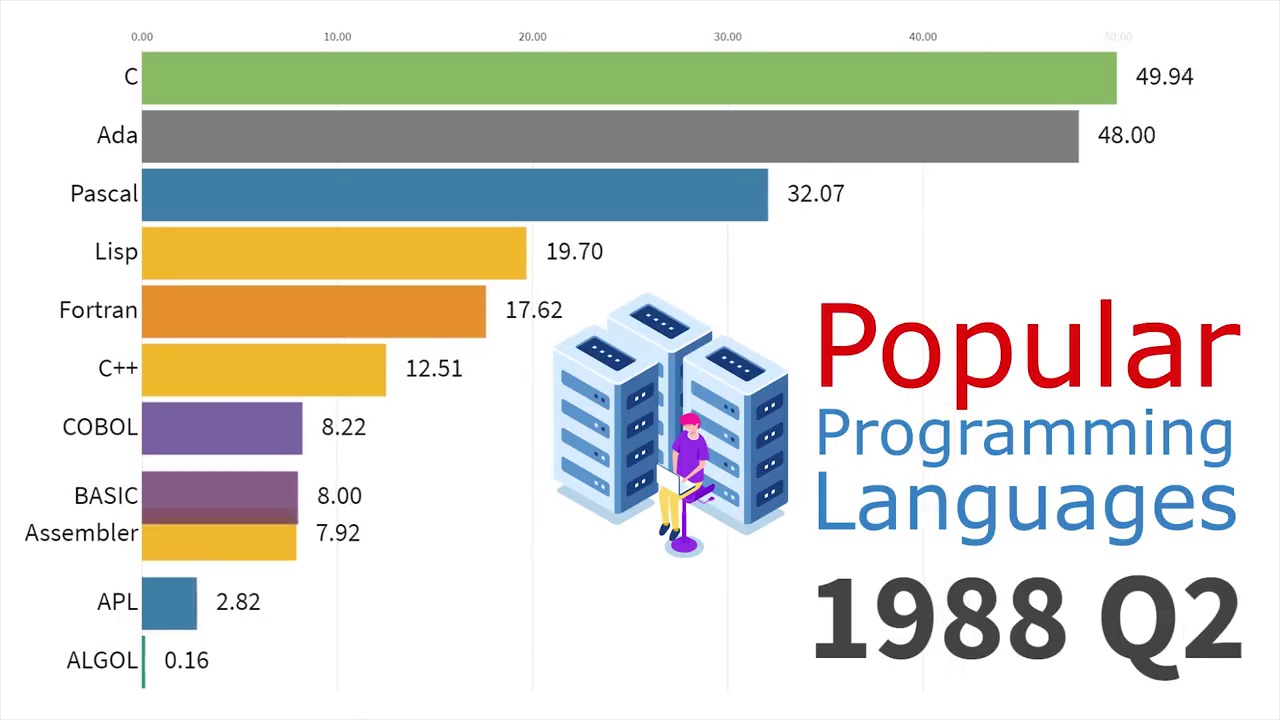 0.00 10.00 20.00 30.00 40.00 50.00
C 49.94
Ada 48.00
Pascal 32.07
Lisp 19.70
Fortran 17.62
C++ 12.51
COBOL 8.22
BASIC 8.00
Assembler 7.92
APL 2.82
ALGOL 0.16
Popular
Programming
Languages
1988 Q2